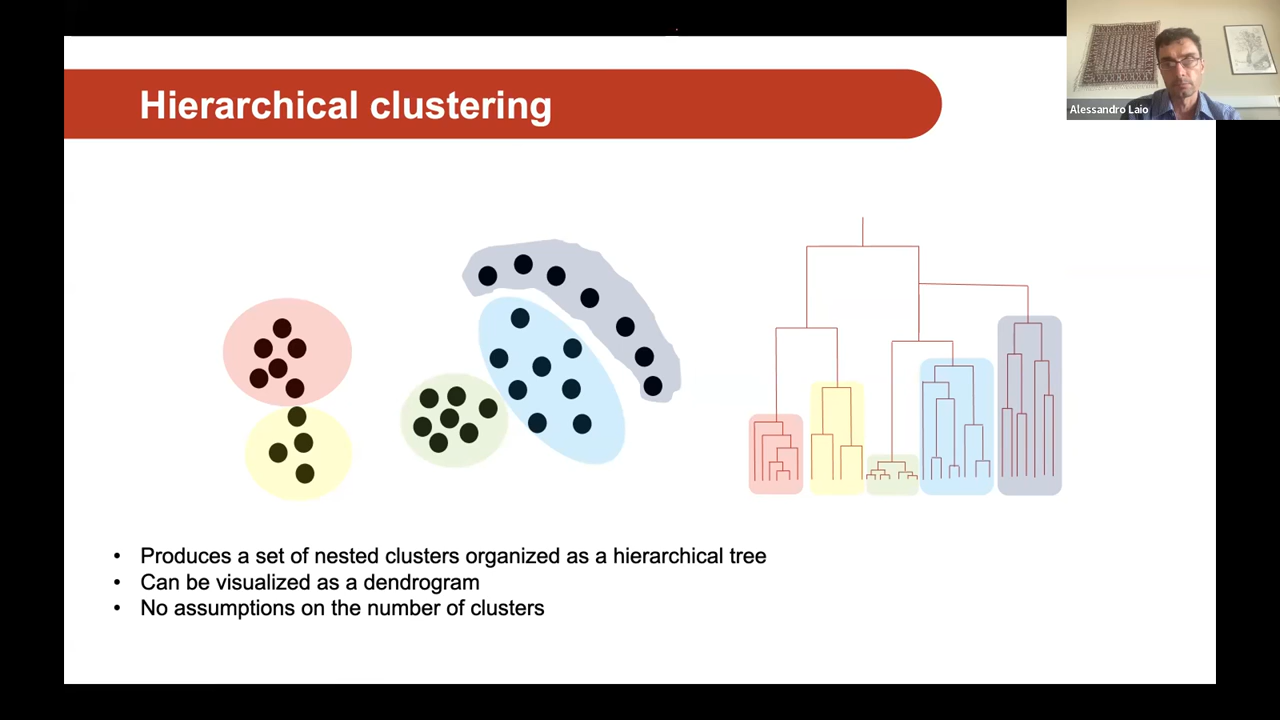 Hierarchical clustering
Alessandro Laio
• Produces a set of nested clusters organized as a hierarchical tree
• Can be visualized as a dendrogram
• No assumptions on the number of clusters